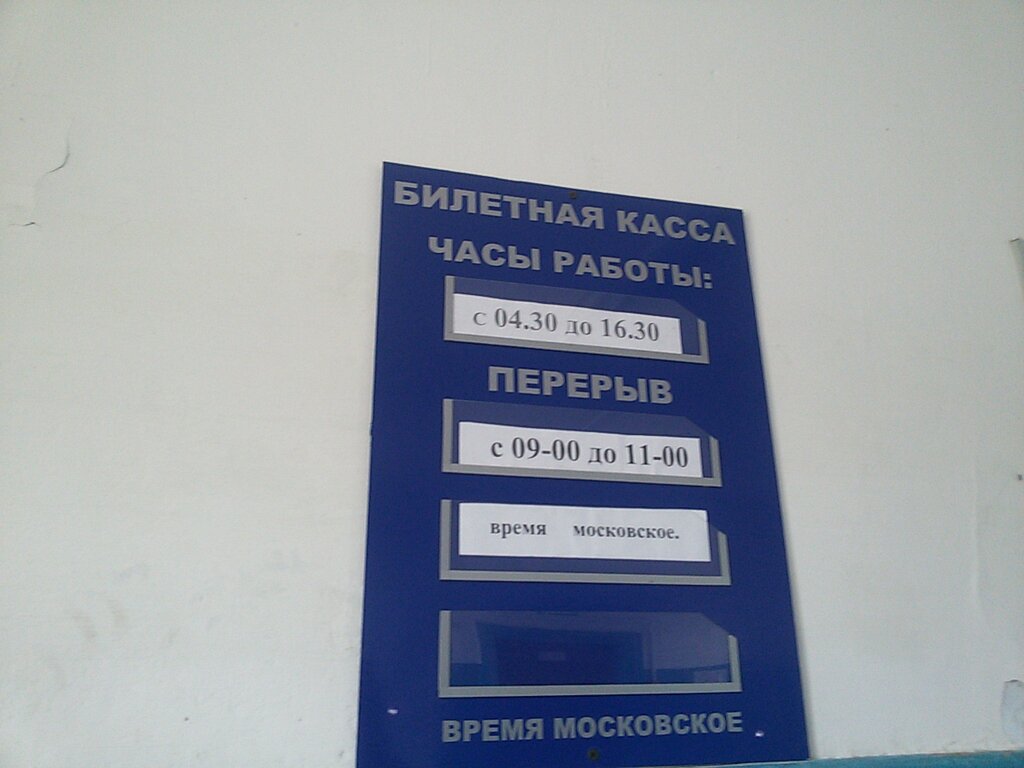 БИЛЕТНАЯ КАССА
ЧАСЫ РАБОТЫ:
с 04.30 до 16.30
ПЕРЕРЫВ
с 09-00 до 11-00
время московское.
ВРЕМЯ МОСКОВСКОЕ